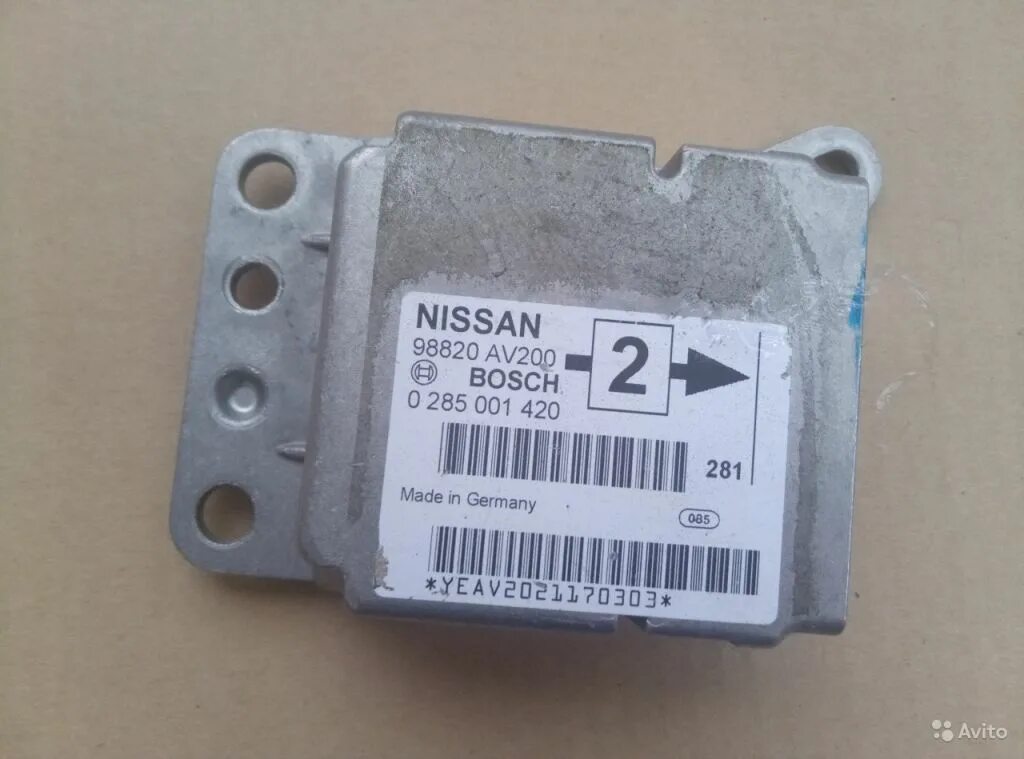 NISSAN
98820 AV200
2
BOSCH
0 285 001 420
281
Made in Germany
085
*YEAV2021170303*
Avito